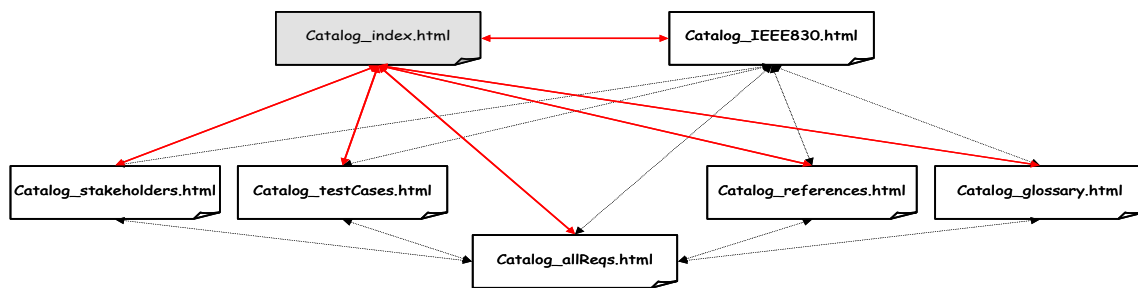 Catalog_index.html
Catalog_IEEE830.html
Catalog_stakeholders.html
Catalog_testCases.html
Catalog_references.html
Catalog_glossary.html
Catalog_allReqs.html